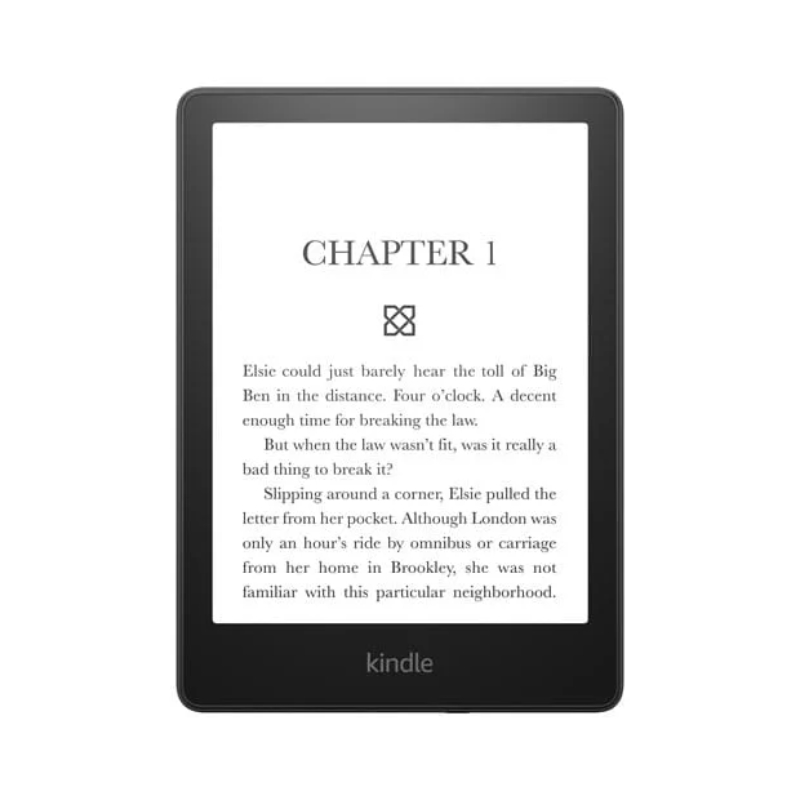 CHAPTER 1
Elsie could just barely hear the toll of Big
Ben in the distance. Four o’clock. A decent
enough time for breaking the law.
But when the law wasn’t fit, was it really a
bad thing to break it?
Slipping around a corner, Elsie pulled the
letter from her pocket. Although London was
only an hour’s ride by omnibus or carriage
from her home in Brookley, she was not
familiar with this particular neighborhood.
kindle